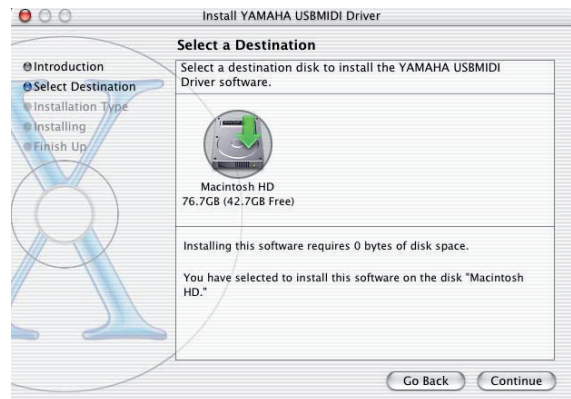 Install YAMAHA USBMIDI Driver
Select a Destination
Introduction
Select Destination
Installation Type
Installing
Finish Up
Select a destination disk to install the YAMAHA USBMIDI
Driver software.
Macintosh HD
76.7GB (42.7GB Free)
Installing this software requires 0 bytes of disk space.
You have selected to install this software on the disk "Macintosh
HD."
Go Back
Continue